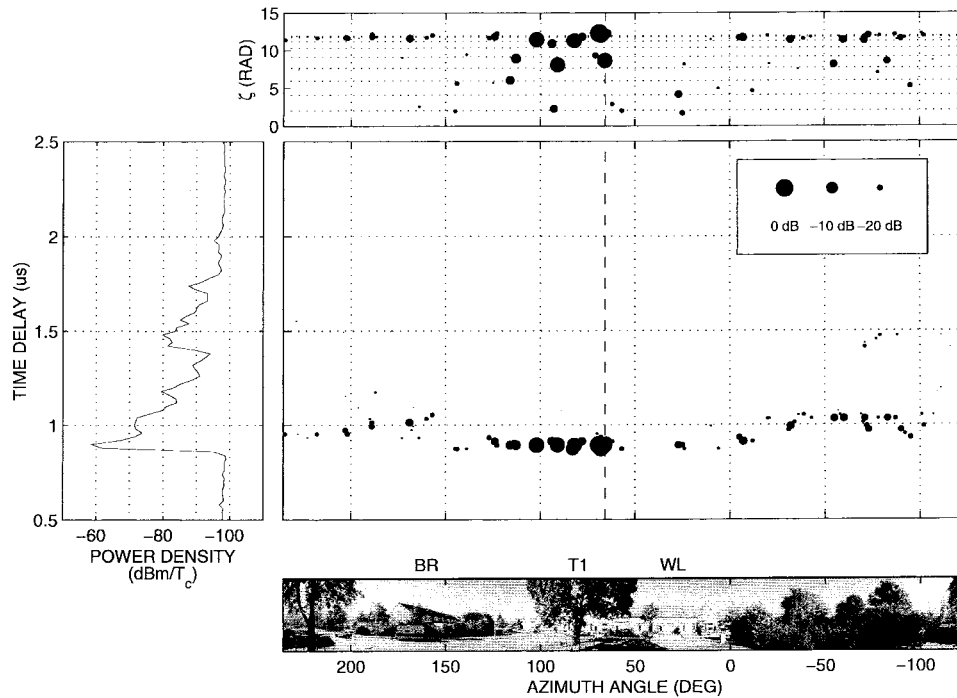 15
10
5
0
ζ (RAD)
2.5
2
1.5
1
0.5
TIME DELAY (us)
−60 −80 −100
POWER DENSITY
(dBm/Tc)
0 dB −10 dB −20 dB
BR T1 WL
200 150 100 50 0 −50 −100
AZIMUTH ANGLE (DEG)